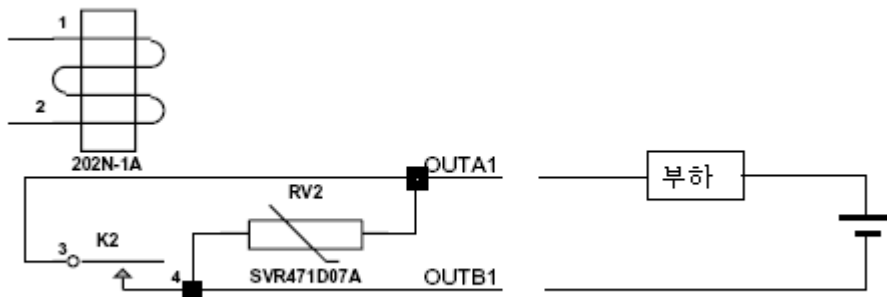 1
2
202N-1A
OUTA1
부하
RV2
K2
3
4
SVR471D07A
OUTB1